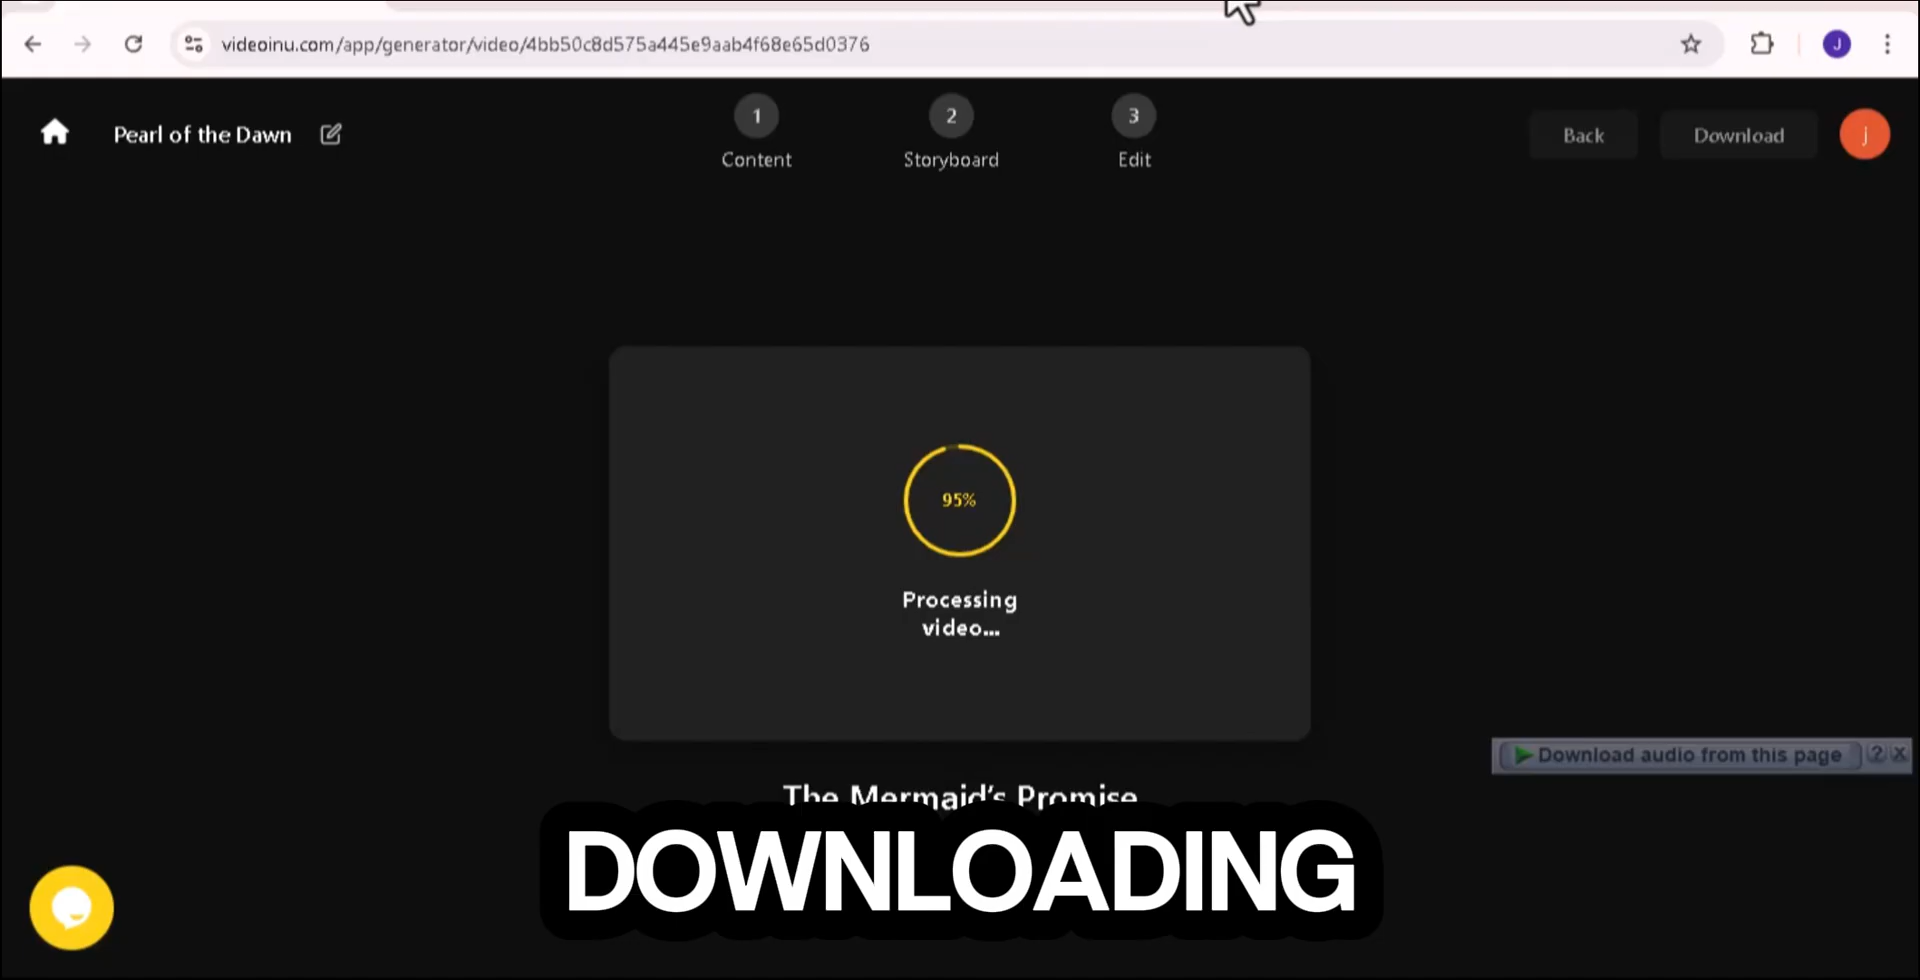 videoinu.com/app/generator/video/4bb50c8d575a445e9aab4f68e65d0376
J
Pearl of the Dawn
1
2
3
Content
Storyboard
Edit
Back
Download
j
95%
Processing
video...
Download audio from this page
?
X
The Mermaid's Promise
DOWNLOADING